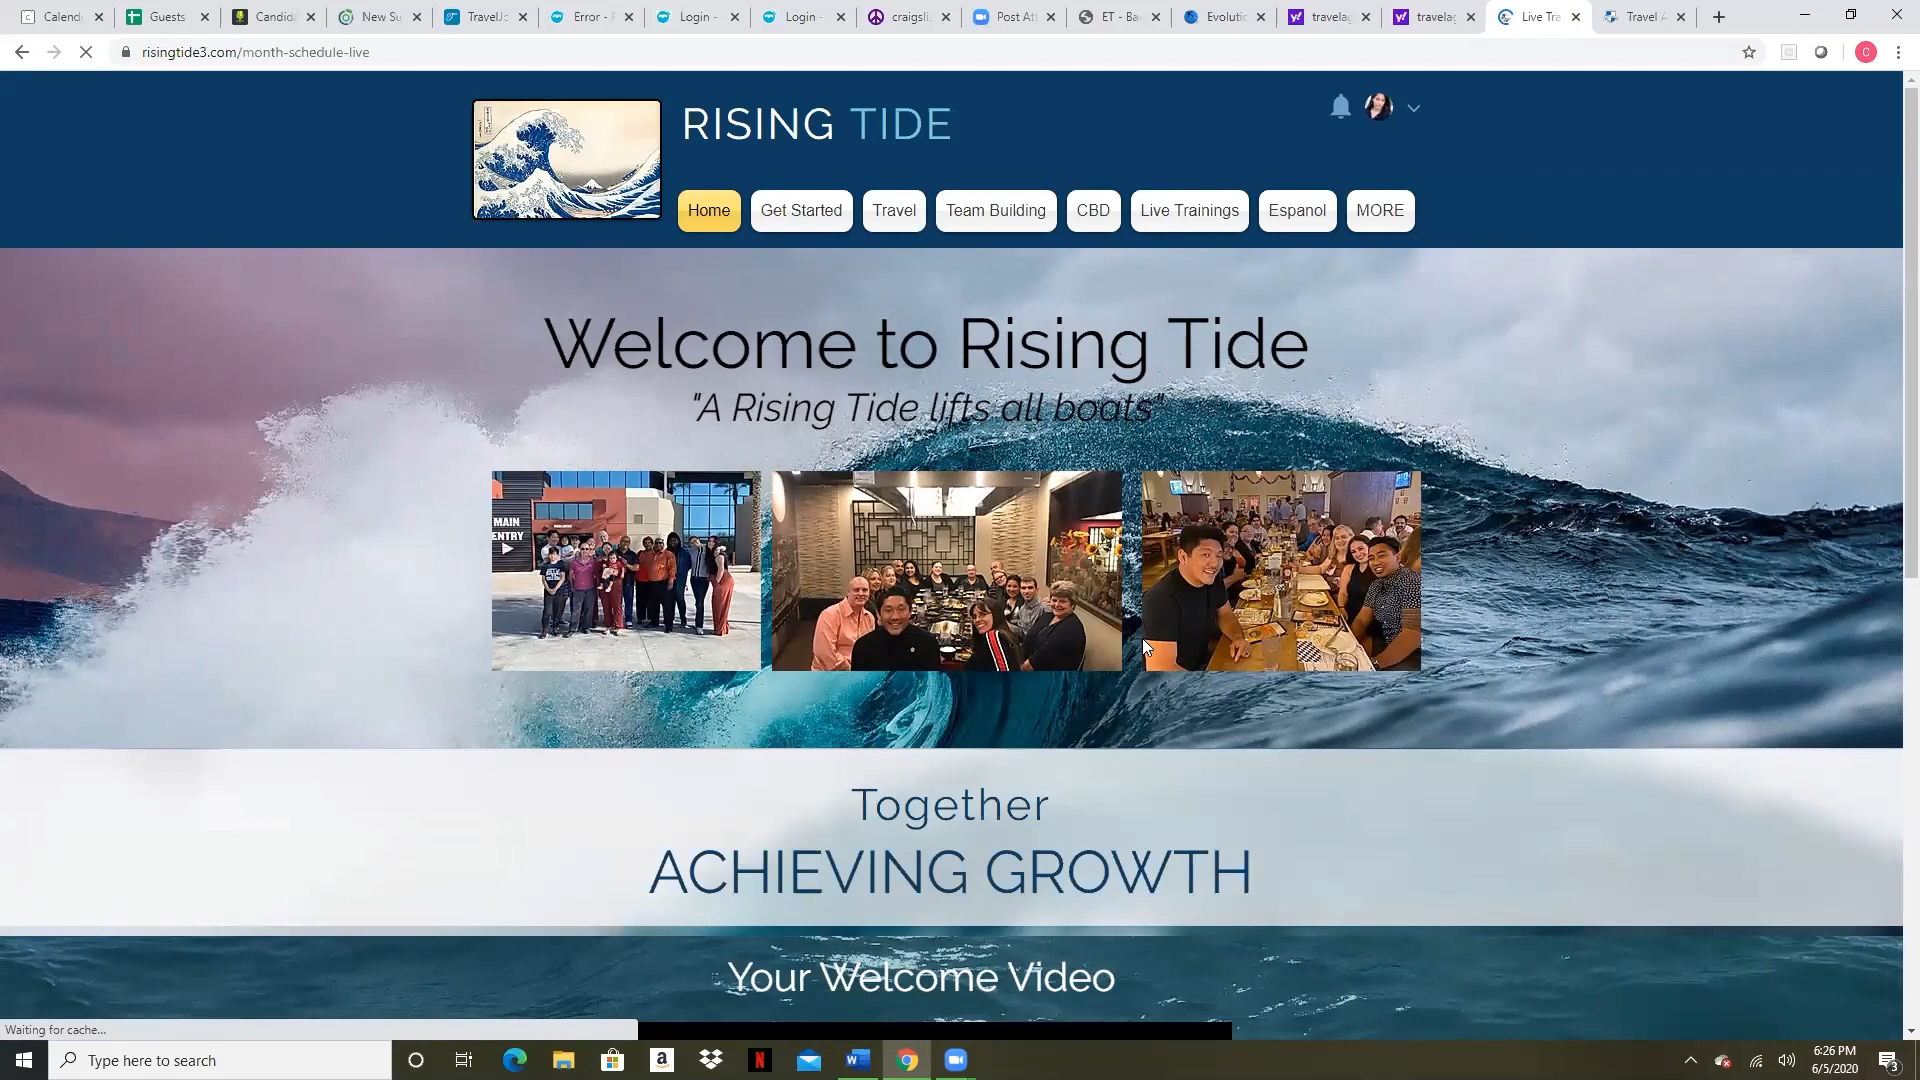 Calend
Guests
Candid
New Su
TravelJo
Error - F
Login -
Login -
craigsli
Post Att
ET - Ba
Evolutic
travelag
travelag
Live Tra
Travel A
risingtide3.com/month-schedule-live
C
RISING TIDE
Home
Get Started
Travel
Team Building
CBD
Live Trainings
Espanol
MORE
Welcome to Rising Tide
"A Rising Tide lifts all boats"
MAIN
ENTRY
Together
ACHIEVING GROWTH
Your Welcome Video
Waiting for cache...
Type here to search
6:26 PM
6/5/2020
3